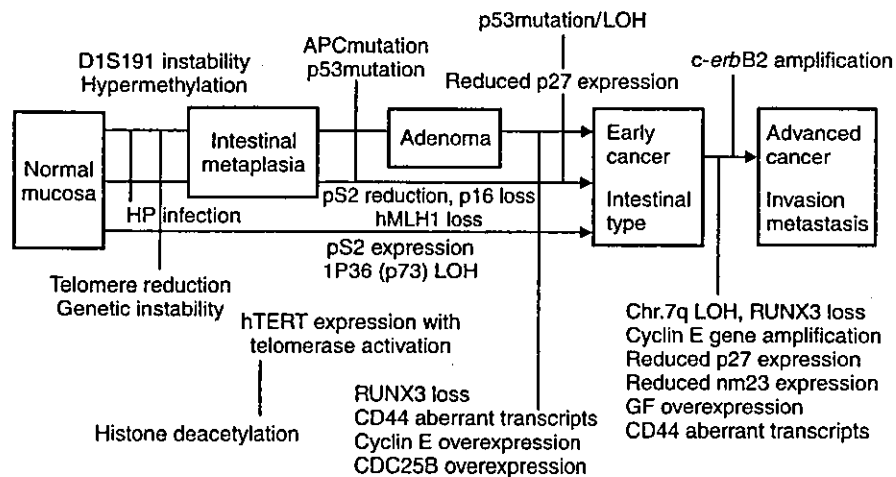 p53mutation/LOH
APCmutation
p53mutation
D1S191 instability
Hypermethylation
c-erbB2 amplification
Reduced p27 expression
Normal
mucosa
Intestinal
metaplasia
Adenoma
Early
cancer
Intestinal
type
Advanced
cancer
Invasion
metastasis
HP infection
pS2 reduction, p16 loss
hMLH1 loss
pS2 expression
1P36 (p73) LOH
Telomere reduction
Genetic instability
hTERT expression with
telomerase activation
Histone deacetylation
RUNX3 loss
CD44 aberrant transcripts
Cyclin E overexpression
CDC25B overexpression
Chr.7q LOH, RUNX3 loss
Cyclin E gene amplification
Reduced p27 expression
Reduced nm23 expression
GF overexpression
CD44 aberrant transcripts